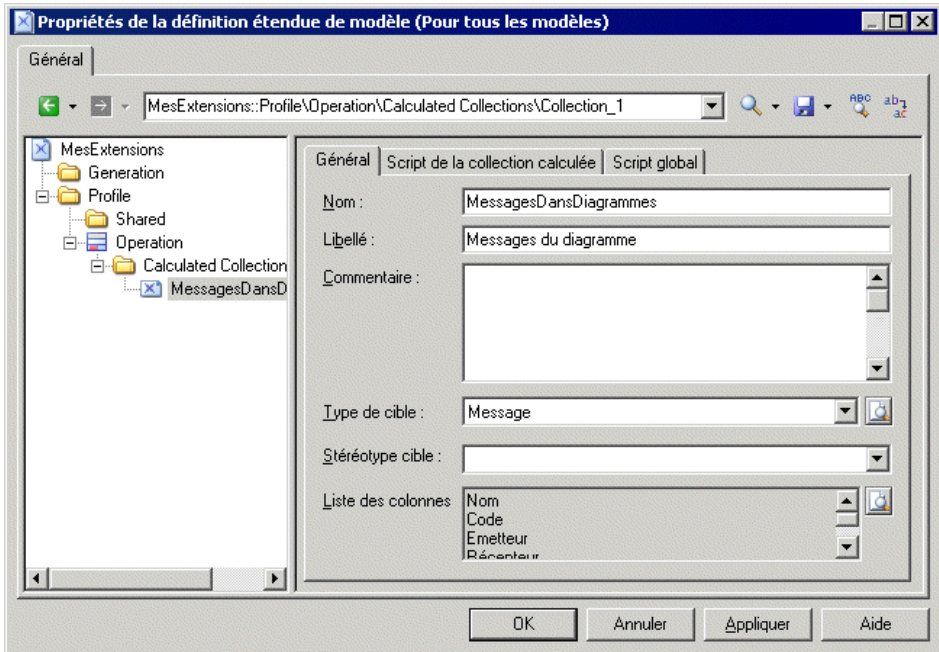 Propriétés de la définition étendue de modèle (Pour tous les modèles)
Général
MesExtensions::Profile\Operation\Calculated Collections\Collection_1
MesExtensions
Generation
Profile
Shared
Operation
Calculated Collection
MessagesDansD
Général
Script de la collection calculée
Script global
Nom :
MessagesDansDiagrammes
Libellé :
Messages du diagramme
Commentaire :
Type de cible :
Message
Stéréotype cible :
Liste des colonnes
Nom
Code
Emetteur
Récepteur
OK
Annuler
Appliquer
Aide